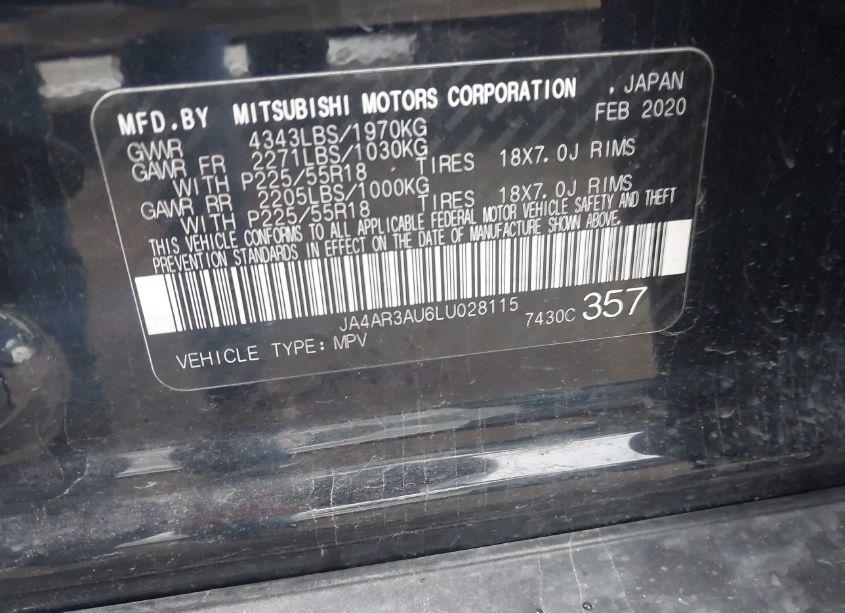 MFD.BY MITSUBISHI MOTORS CORPORATION , JAPAN
GVWR 4343LBS/1970KG FEB 2020
GAWR FR 2271LBS/1030KG
WITH P225/55R18 TIRES 18X7.0J RIMS
GAWR RR 2205LBS/1000KG
WITH P225/55R18 TIRES 18X7.0J RIMS
THIS VEHICLE CONFORMS TO ALL APPLICABLE FEDERAL MOTOR VEHICLE SAFETY AND THEFT
PREVENTION STANDARDS IN EFFECT ON THE DATE OF MANUFACTURE SHOWN ABOVE.
JA4AR3AU6LU028115 7430C 357
VEHICLE TYPE: MPV